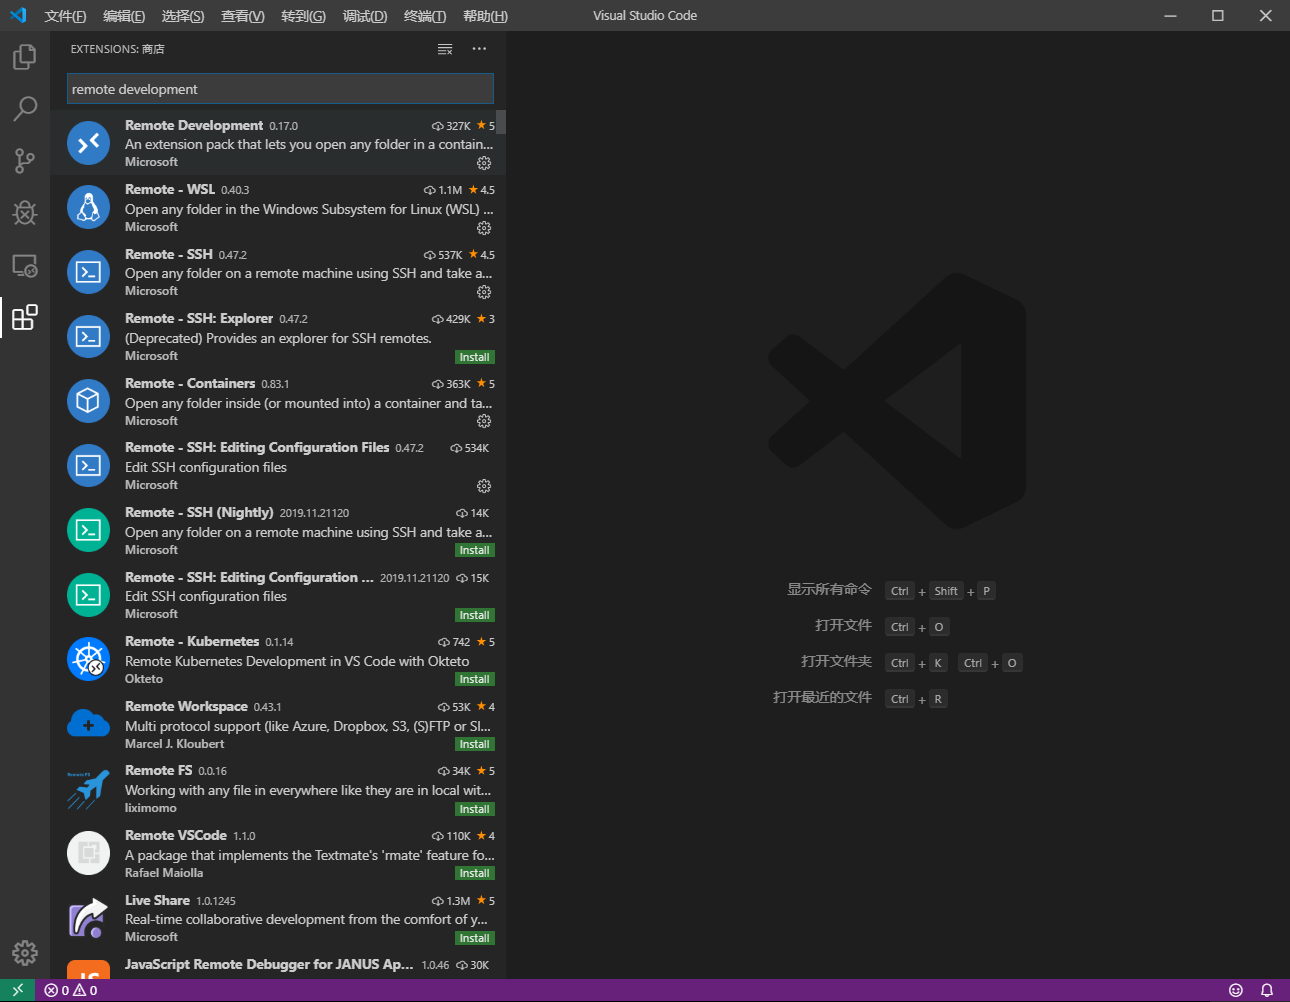 文件(F) 编辑(E) 选择(S) 查看(V) 转到(G) 调试(D) 终端(T) 帮助(H) Visual Studio Code
EXTENSIONS: 商店
remote development
Remote Development 0.17.0 327K ★ 5
An extension pack that lets you open any folder in a contain...
Microsoft
Remote - WSL 0.40.3 1.1M ★ 4.5
Open any folder in the Windows Subsystem for Linux (WSL) ...
Microsoft
Remote - SSH 0.47.2 537K ★ 4.5
Open any folder on a remote machine using SSH and take a...
Microsoft
Remote - SSH: Explorer 0.47.2 429K ★ 3
(Deprecated) Provides an explorer for SSH remotes.
Microsoft Install
Remote - Containers 0.83.1 363K ★ 5
Open any folder inside (or mounted into) a container and ta...
Microsoft
Remote - SSH: Editing Configuration Files 0.47.2 534K
Edit SSH configuration files
Microsoft
Remote - SSH (Nightly) 2019.11.21120 14K
Open any folder on a remote machine using SSH and take a...
Microsoft Install
Remote - SSH: Editing Configuration ... 2019.11.21120 15K
Edit SSH configuration files
Microsoft Install
Remote - Kubernetes 0.1.14 742 ★ 5
Remote Kubernetes Development in VS Code with Okteto
Okteto Install
Remote Workspace 0.43.1 53K ★ 4
Multi protocol support (like Azure, Dropbox, S3, (S)FTP or Sl...
Marcel J. Kloubert Install
Remote FS 0.0.16 34K ★ 5
Remote FS
Working with any file in everywhere like they are in local wit...
liximomo Install
Remote VSCode 1.1.0 110K ★ 4
A package that implements the Textmate's 'rmate' feature fo...
Rafael Maiolla Install
Live Share 1.0.1245 1.3M ★ 5
Real-time collaborative development from the comfort of y...
Microsoft Install
JavaScript Remote Debugger for JANUS Ap... 1.0.46 30K
JS
显示所有命令 Ctrl + Shift + P
打开文件 Ctrl + O
打开文件夹 Ctrl + K Ctrl + O
打开最近的文件 Ctrl + R
0 0